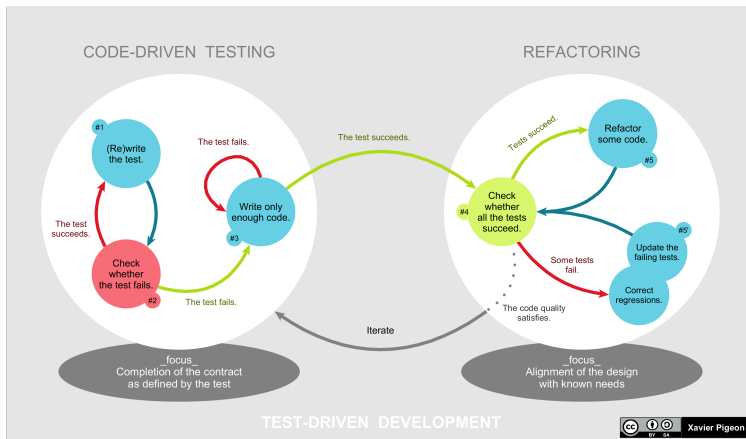 CODE-DRIVEN TESTING
#1
(Re)write
the test.
The test
succeeds.
Check
whether
the test fails.
#2
The test fails.
The test fails.
Write only
enough code.
#3
The test succeeds.
REFACTORING
#4
Check
whether
all the tests
succeed.
Tests succeed.
Refactor
some code.
#5
#5'
Update the
failing tests.
Some tests
fail.
Correct
regressions.
The code quality
satisfies.
Iterate
_focus_
Completion of the contract
as defined by the test
_focus_
Alignment of the design
with known needs
TEST-DRIVEN DEVELOPMENT
cc
BY SA
Xavier Pigeon